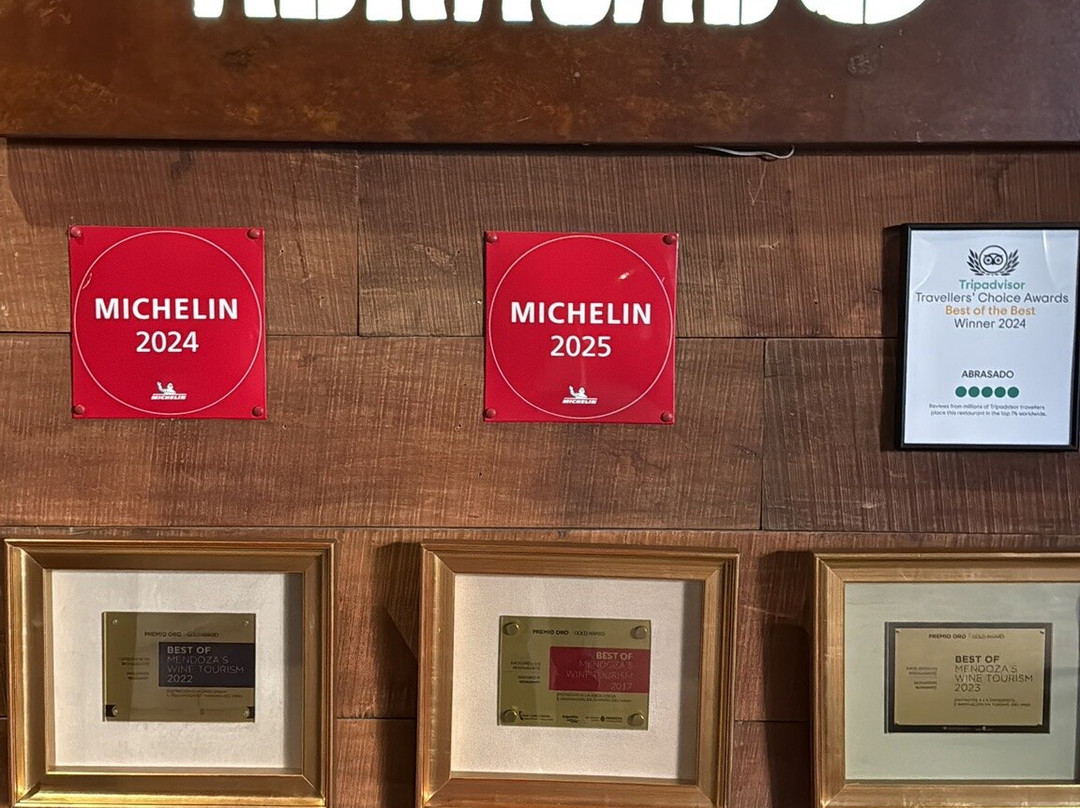 ABRASADO
MICHELIN
2024
MICHELIN
MICHELIN
2025
MICHELIN
Tripadvisor
Travellers' Choice Awards
Best of the Best
Winner 2024
ABRASADO
Reviews from millions of Tripadvisor travellers
place this restaurant in the top 1% worldwide.
PREMIO ORO GOLD AWARD
BEST OF
MENDOZA'S
WINE TOURISM
2022
PREMIO ORO GOLD AWARD
BEST OF
MENDOZA'S
WINE TOURISM
2017
PREMIO ORO | GOLD AWARD
BEST OF
MENDOZA'S
WINE TOURISM
2023